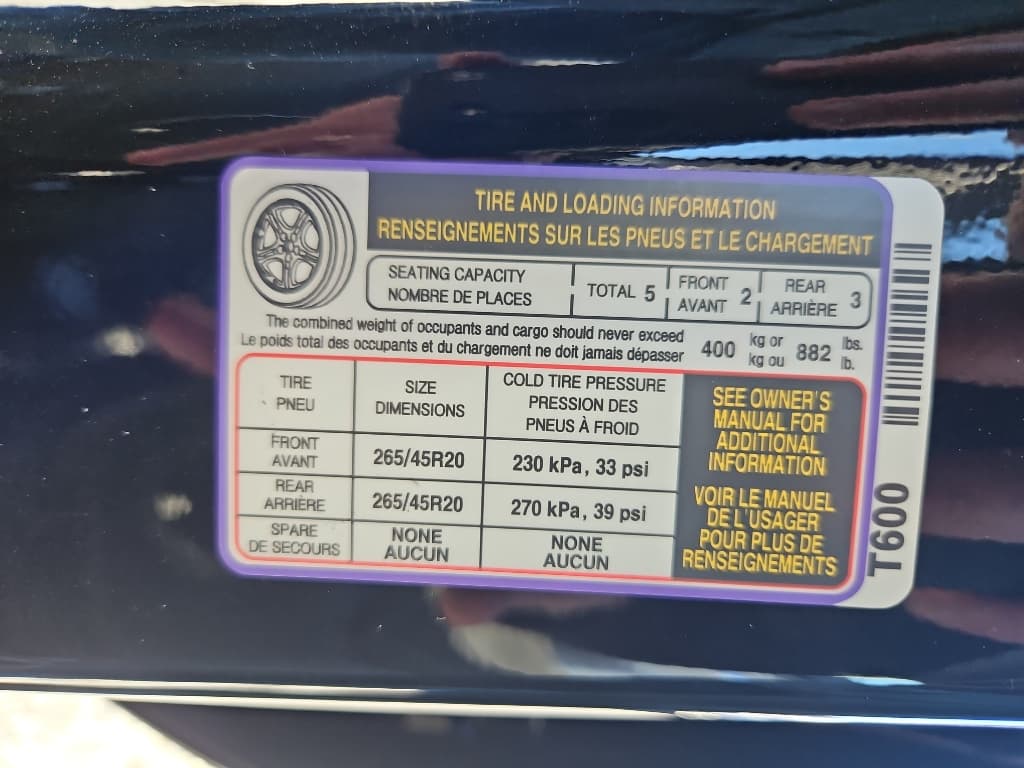 TIRE AND LOADING INFORMATION
RENSEIGNEMENTS SUR LES PNEUS ET LE CHARGEMENT
SEATING CAPACITY
NOMBRE DE PLACES
TOTAL 5
FRONT
AVANT
2
REAR
ARRIÈRE
3
The combined weight of occupants and cargo should never exceed
Le poids total des occupants et du chargement ne doit jamais dépasser
400
kg or
kg ou
882
lbs.
lb.
TIRE
PNEU
SIZE
DIMENSIONS
COLD TIRE PRESSURE
PRESSION DES
PNEUS À FROID
FRONT
AVANT
265/45R20
230 kPa, 33 psi
REAR
ARRIÈRE
265/45R20
270 kPa, 39 psi
SPARE
DE SECOURS
NONE
AUCUN
NONE
AUCUN
SEE OWNER'S
MANUAL FOR
ADDITIONAL
INFORMATION
VOIR LE MANUEL
DE L'USAGER
POUR PLUS DE
RENSEIGNEMENTS
T600